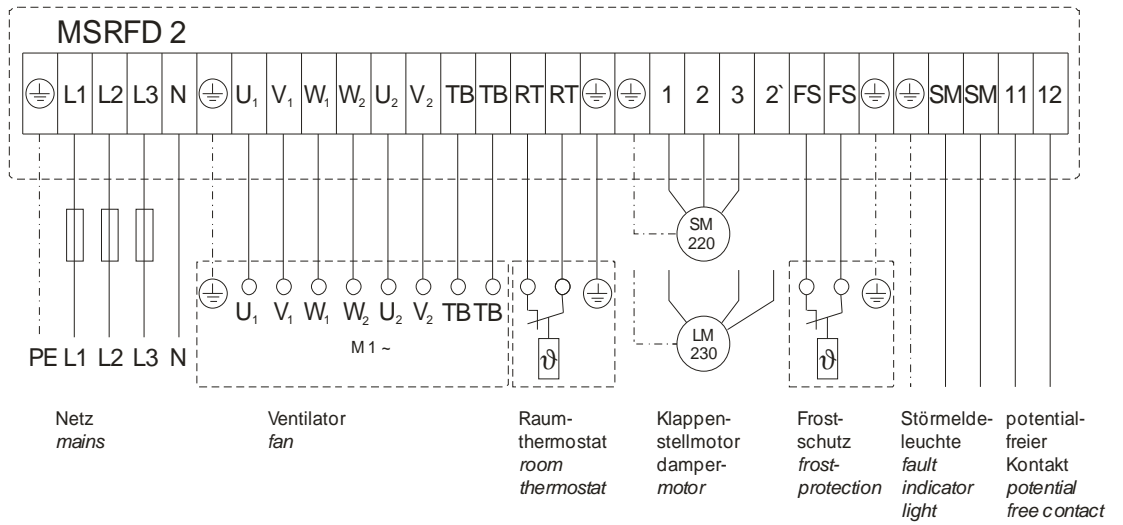 MSRFD 2
L1 L2 L3 N U₁ V₁ W₁ W₂ U₂ V₂ TB TB RT RT 1 2 3 2` FS FS SM SM 11 12
SM
220
U₁ V₁ W₁ W₂ U₂ V₂ TB TB
M 1 ~
LM
230
ϑ ϑ
PE L1 L2 L3 N
Netz
mains
Ventilator
fan
Raum-
thermostat
room
thermostat
Klappen-
stellmotor
damper-
motor
Frost-
schutz
frost-
protection
Störmelde-
leuchte
fault
indicator
light
potential-
freier
Kontakt
potential
free contact